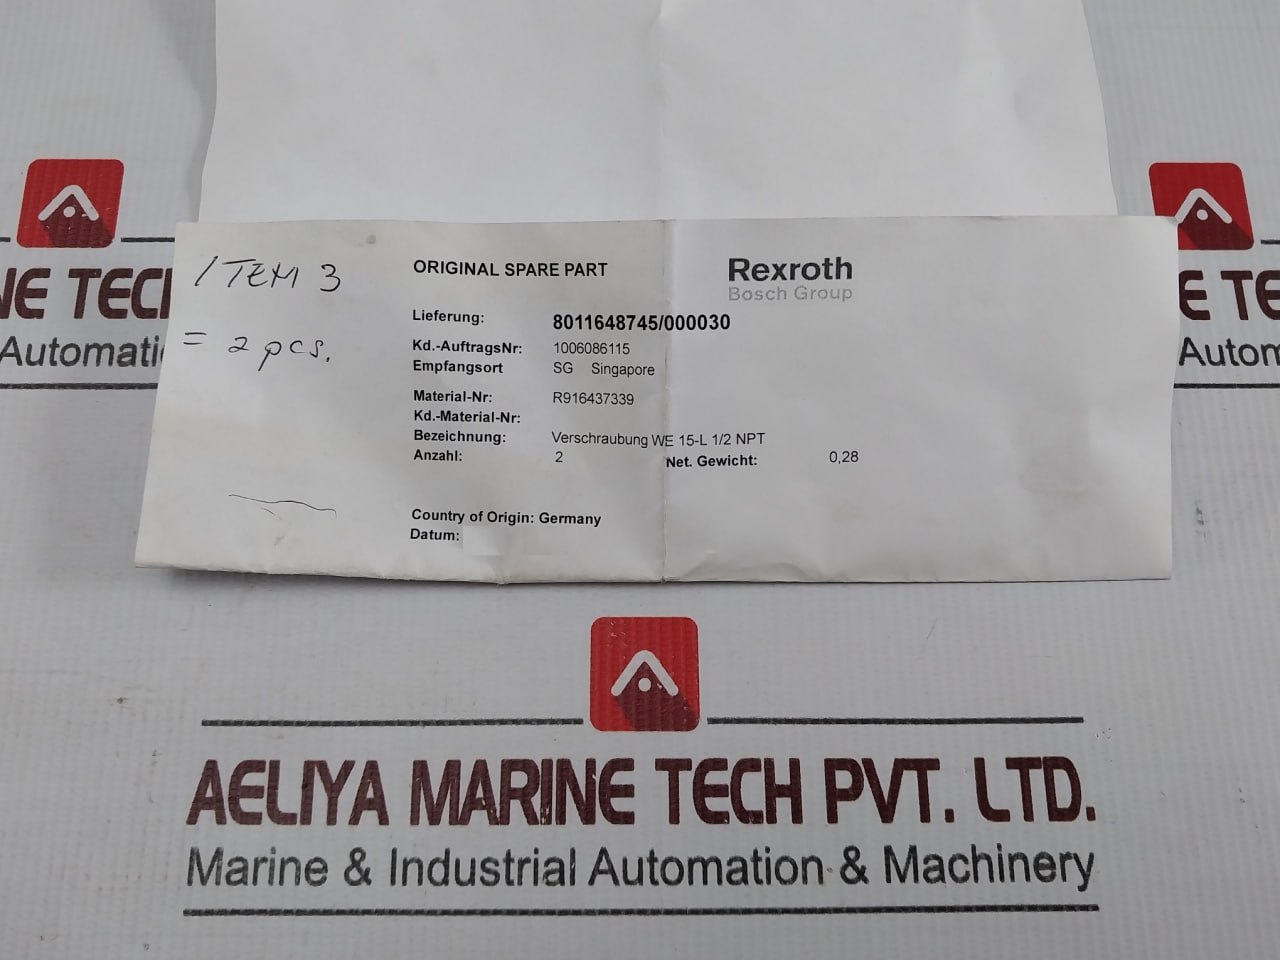 ITEM 3
= 2 pcs.
ORIGINAL SPARE PART
Rexroth
Bosch Group
Lieferung: 8011648745/000030
Kd.-AuftragsNr: 1006086115
Empfangsort SG Singapore
Material-Nr: R916437339
Kd.-Material-Nr:
Bezeichnung: Verschraubung WE 15-L 1/2 NPT
Anzahl: 2 Net. Gewicht: 0,28
Country of Origin: Germany
Datum:
NE TECH
Automati
E TE
Autom
AELIYA MARINE TECH PVT. LTD.
Marine & Industrial Automation & Machinery